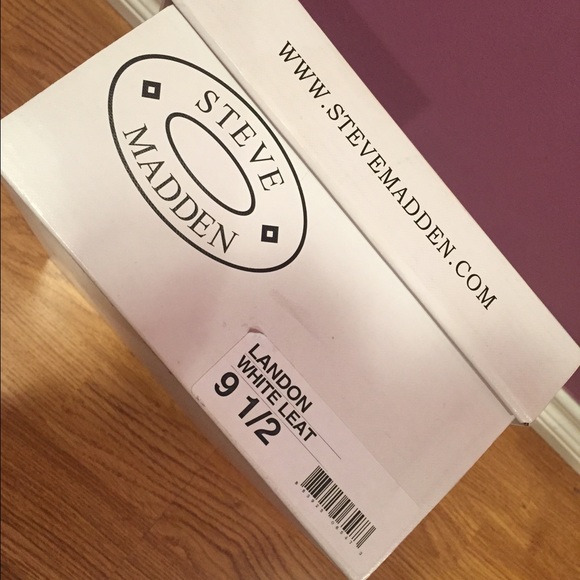 STEVE
MADDEN
WWW.STEVEMADDEN.COM
LANDON
WHITE LEAT
9 1/2